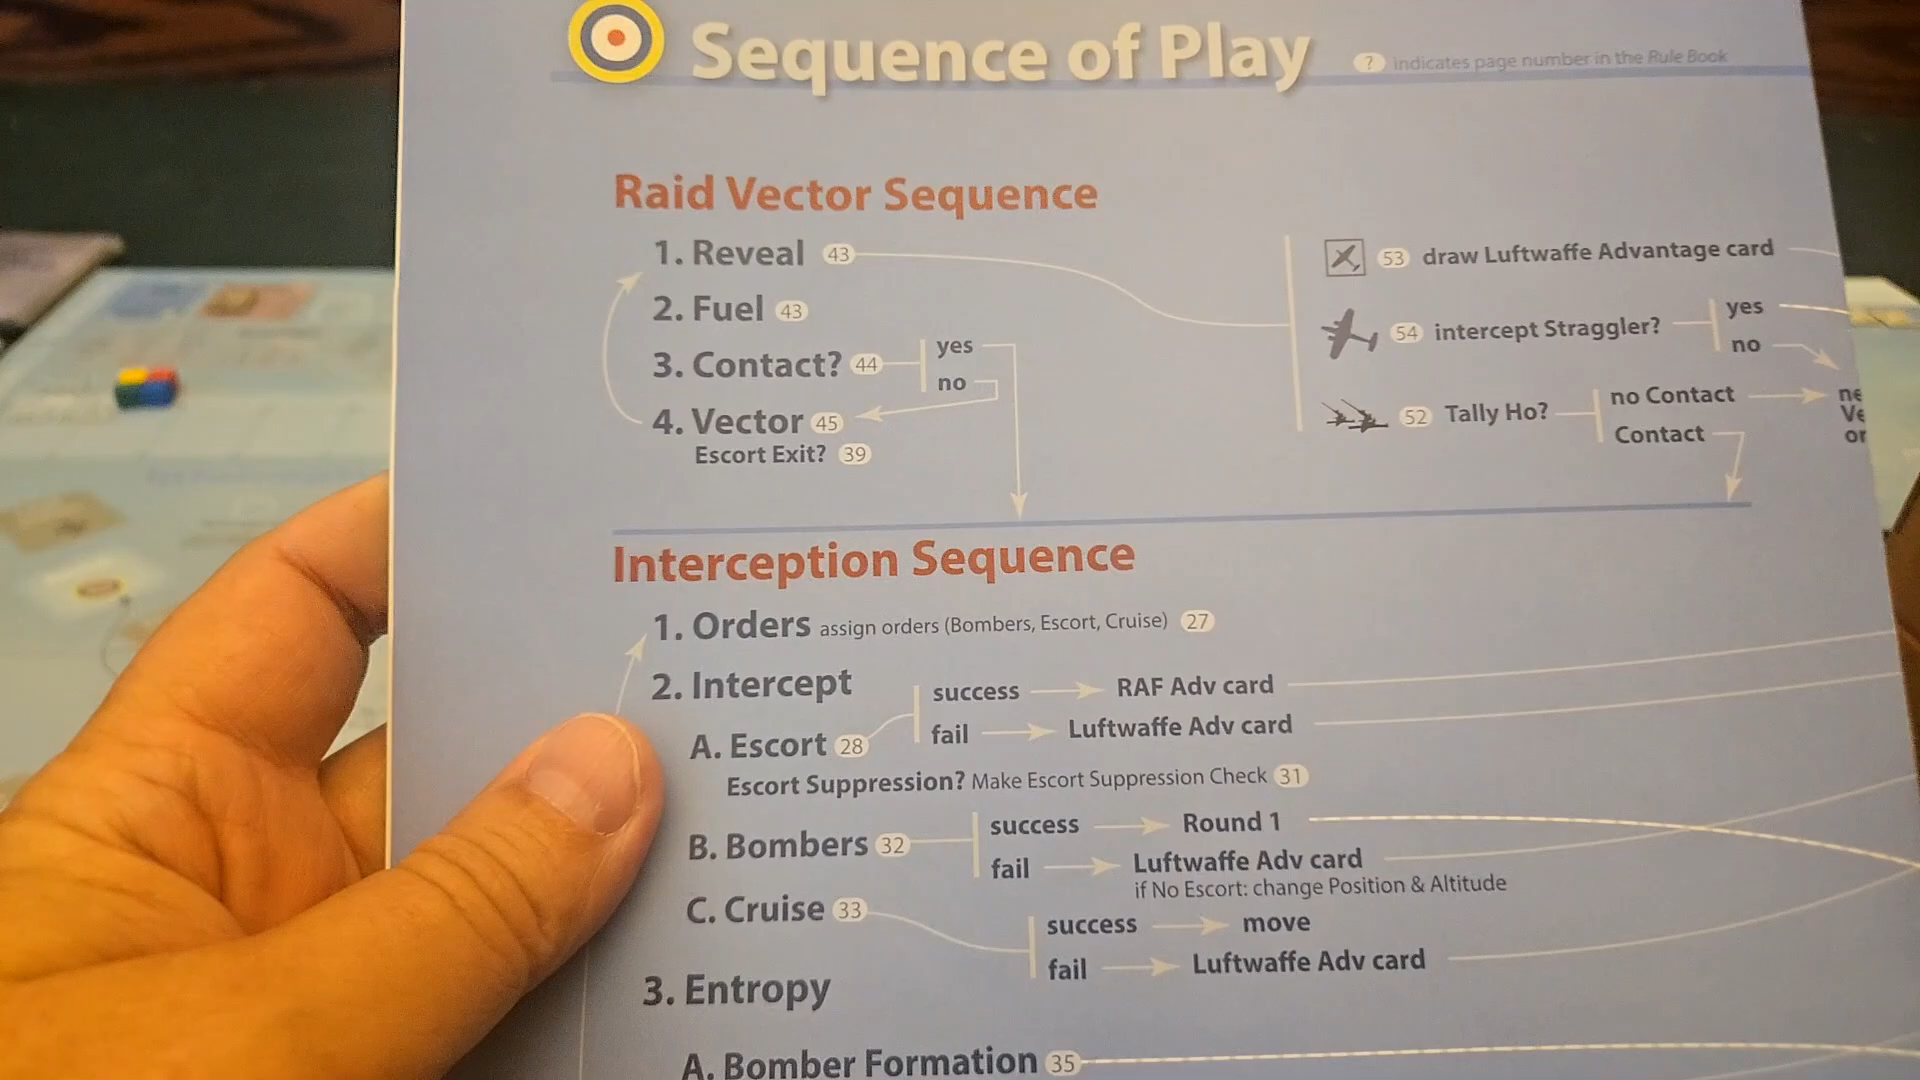 Sequence of Play
? indicates page number in the Rule Book
Raid Vector Sequence
1. Reveal 43
2. Fuel 43
3. Contact? 44
yes
no
4. Vector 45
Escort Exit? 39
53 draw Luftwaffe Advantage card
54 intercept Straggler?
yes
no
52 Tally Ho?
no Contact
Contact
Interception Sequence
1. Orders assign orders (Bombers, Escort, Cruise) 27
2. Intercept
A. Escort 28
success RAF Adv card
fail Luftwaffe Adv card
Escort Suppression? Make Escort Suppression Check 31
B. Bombers 32
success Round 1
fail Luftwaffe Adv card
if No Escort: change Position & Altitude
C. Cruise 33
success move
fail Luftwaffe Adv card
3. Entropy
A. Bomber Formation 35